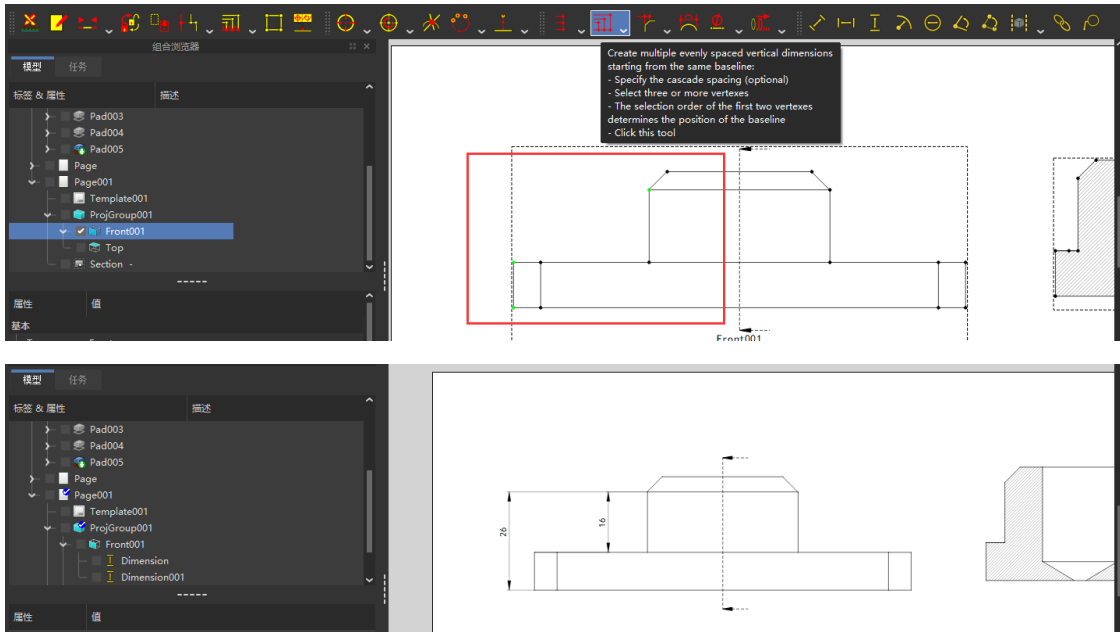 组合浏览器
模型 任务
标签 & 属性 描述
Pad003
Pad004
Pad005
Page
Page001
Template001
ProjGroup001
Front001
Top
Section -
属性 值
基本
Create multiple evenly spaced vertical dimensions
starting from the same baseline:
- Specify the cascade spacing (optional)
- Select three or more vertexes
- The selection order of the first two vertexes
determines the position of the baseline
- Click this tool
Front001
模型 任务
标签 & 属性 描述
Pad003
Pad004
Pad005
Page
Page001
Template001
ProjGroup001
Front001
Dimension
Dimension001
属性 值
26
16